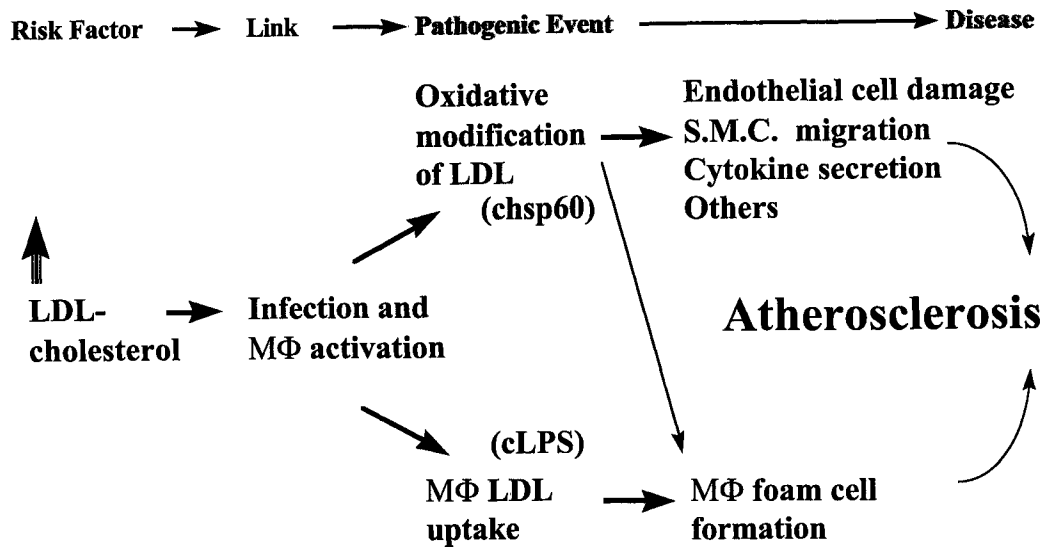 Risk Factor → Link → Pathogenic Event → Disease
Oxidative
modification
of LDL
(chsp60)
Endothelial cell damage
S.M.C. migration
Cytokine secretion
Others
LDL-
cholesterol
Infection and
MΦ activation
Atherosclerosis
(cLPS)
MΦ LDL
uptake
MΦ foam cell
formation